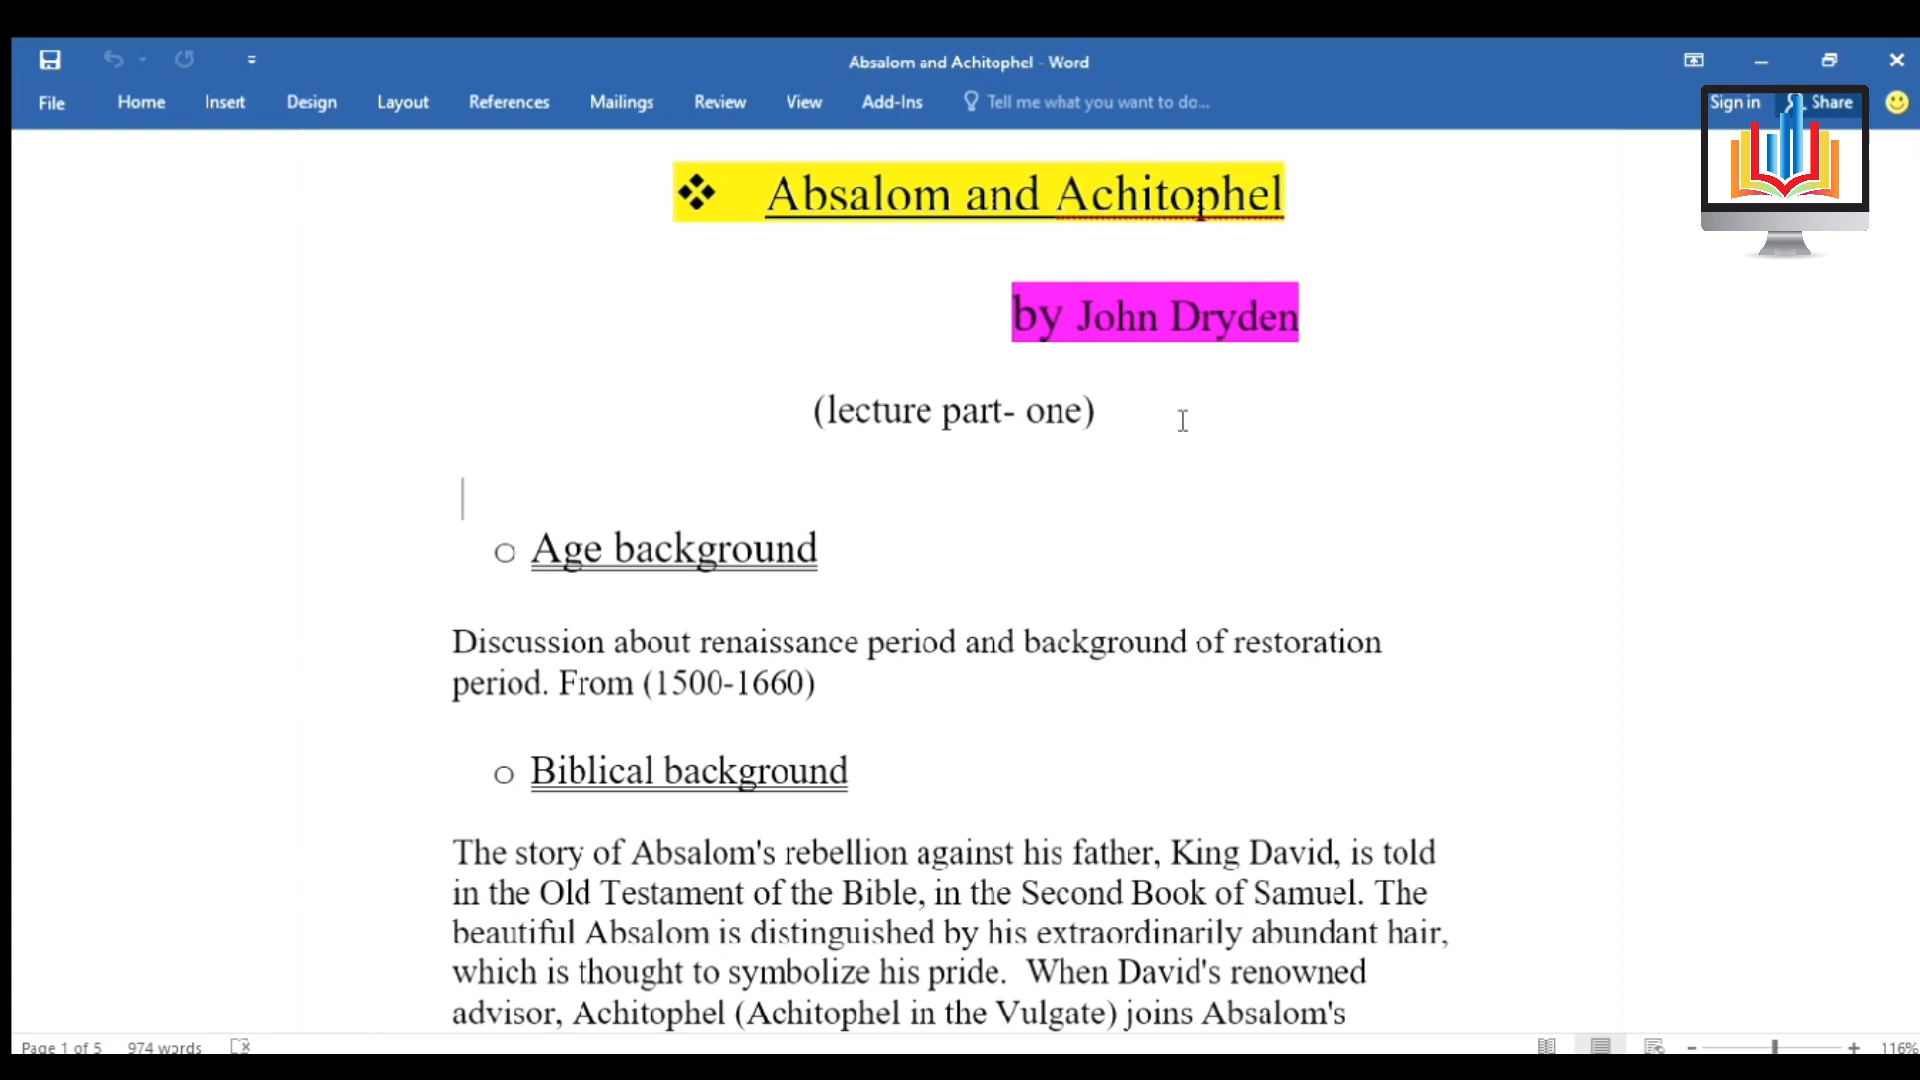 Absalom and Achitophel - Word
File Home Insert Design Layout References Mailings Review View Add-Ins Tell me what you want to do... Sign in Share
❖ Absalom and Achitophel
by John Dryden
(lecture part- one)
o Age background
Discussion about renaissance period and background of restoration
period. From (1500-1660)
o Biblical background
The story of Absalom's rebellion against his father, King David, is told
in the Old Testament of the Bible, in the Second Book of Samuel. The
beautiful Absalom is distinguished by his extraordinarily abundant hair,
which is thought to symbolize his pride.  When David's renowned
advisor, Achitophel (Achitophel in the Vulgate) joins Absalom's
Page 1 of 5 974 words 116%